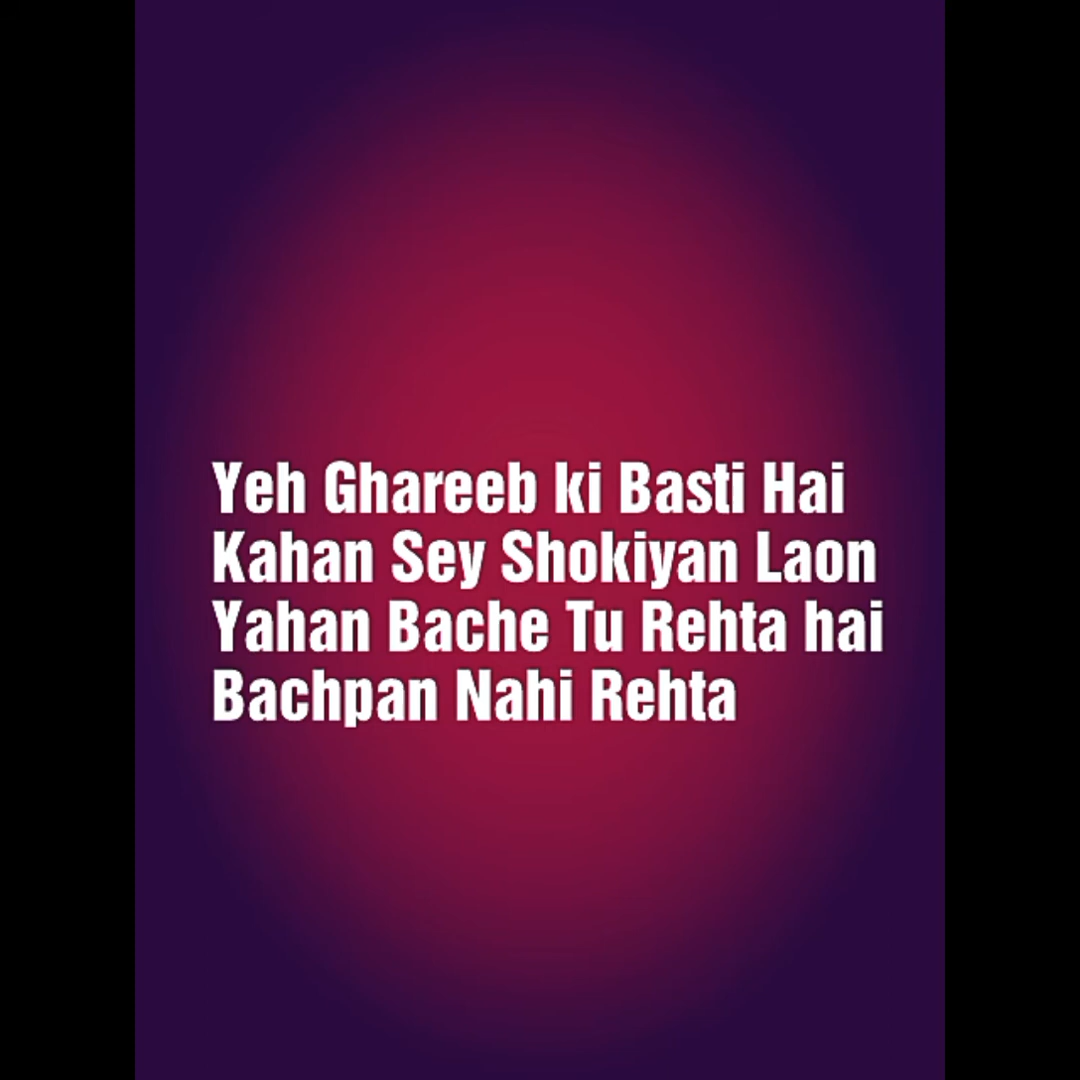 Yeh Ghareeb ki Basti Hai
Kahan Sey Shokiyan Laon
Yahan Bache Tu Rehta hai
Bachpan Nahi Rehta